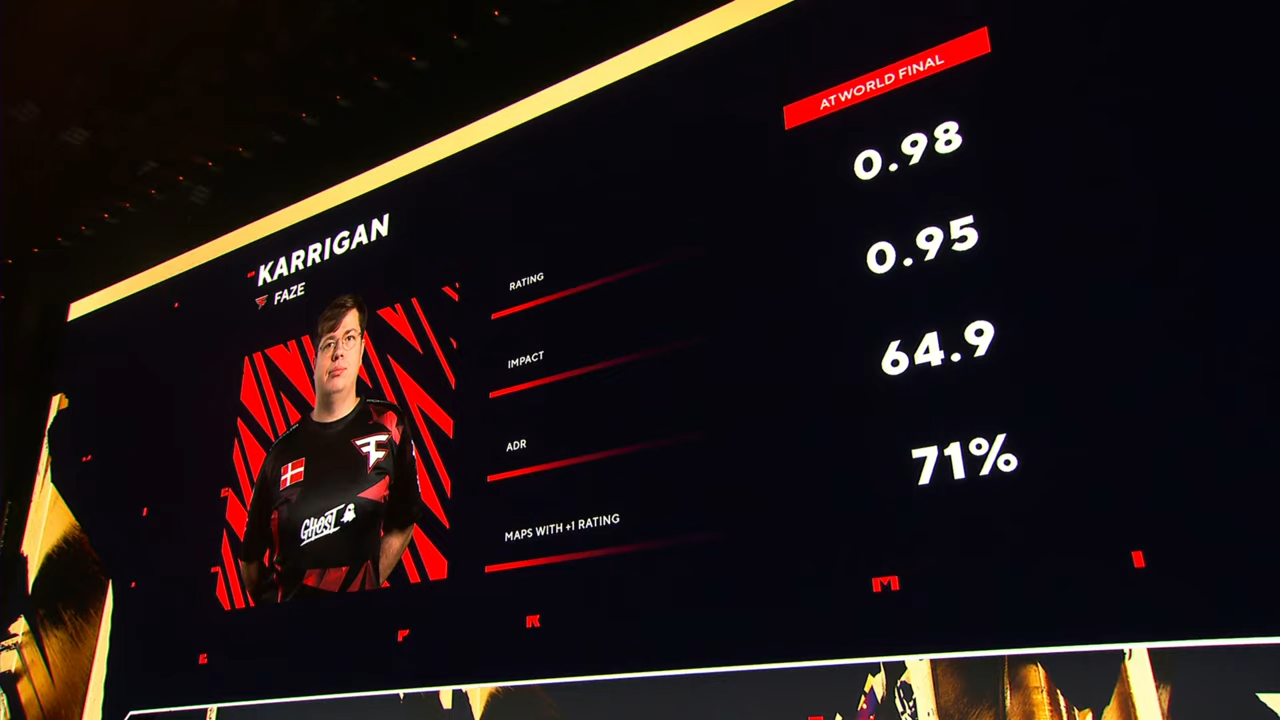 AT WORLD FINAL
KARRIGAN
FAZE
RATING
0.98
IMPACT
0.95
ADR
64.9
MAPS WITH +1 RATING
71%
GHOST